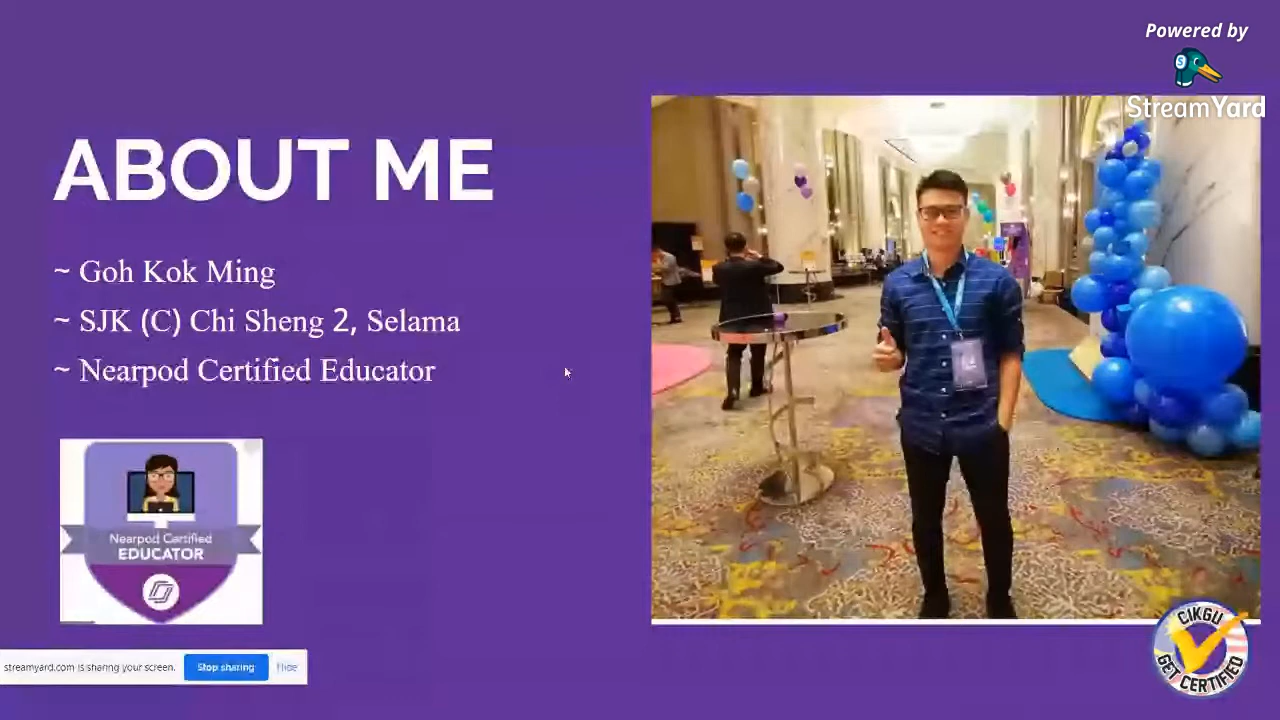 Powered by
StreamYard
ABOUT ME
~ Goh Kok Ming
~ SJK (C) Chi Sheng 2, Selama
~ Nearpod Certified Educator
Nearpod Certified
EDUCATOR
streamyard.com is sharing your screen.
Stop sharing
Hide
CIKGU
GET CERTIFIED